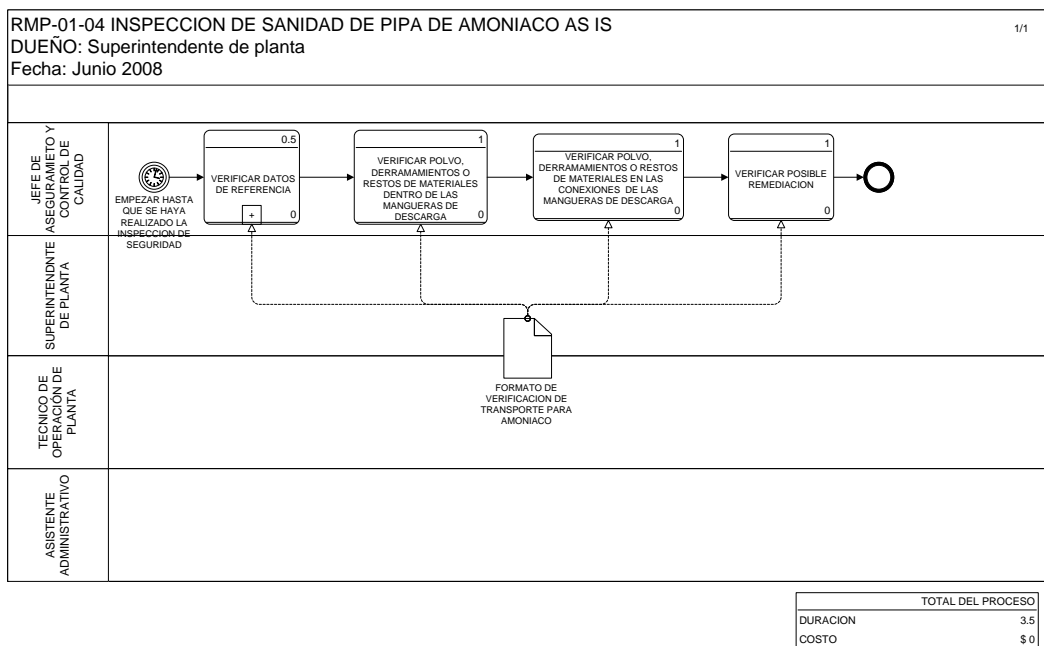 RMP-01-04 INSPECCION DE SANIDAD DE PIPA DE AMONIACO AS IS
1/1
DUEÑO: Superintendente de planta
Fecha: Junio 2008
JEFE DE
ASEGURAMIETO Y
CONTROL DE
CALIDAD
EMPEZAR HASTA
QUE SE HAYA
REALIZADO LA
INSPECCION DE
SEGURIDAD
0.5
VERIFICAR DATOS
DE REFERENCIA
+
0
1
VERIFICAR POLVO,
DERRAMAMIENTOS O
RESTOS DE MATERIALES
DENTRO DE LAS
MANGUERAS DE
DESCARGA
0
1
VERIFICAR POLVO,
DERRAMAMIENTOS O RESTOS
DE MATERIALES EN LAS
CONEXIONES DE LAS
MANGUERAS DE DESCARGA
0
1
VERIFICAR POSIBLE
REMEDIACION
0
SUPERINTENDNTE
DE PLANTA
FORMATO DE
VERIFICACION DE
TRANSPORTE PARA
AMONIACO
TECNICO DE
OPERACIÓN DE
PLANTA
ASISTENTE
ADMINISTRATIVO
TOTAL DEL PROCESO
DURACION 3.5
COSTO $ 0